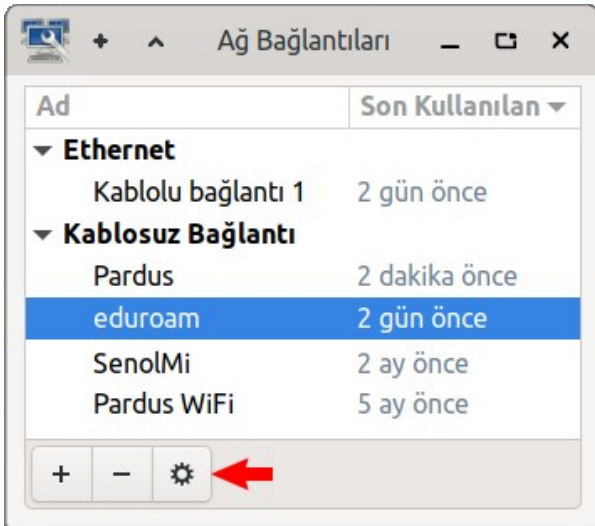 Ağ Bağlantıları
Ad Son Kullanılan
Ethernet
Kablolu bağlantı 1 2 gün önce
Kablosuz Bağlantı
Pardus 2 dakika önce
eduroam 2 gün önce
SenolMi 2 ay önce
Pardus WiFi 5 ay önce